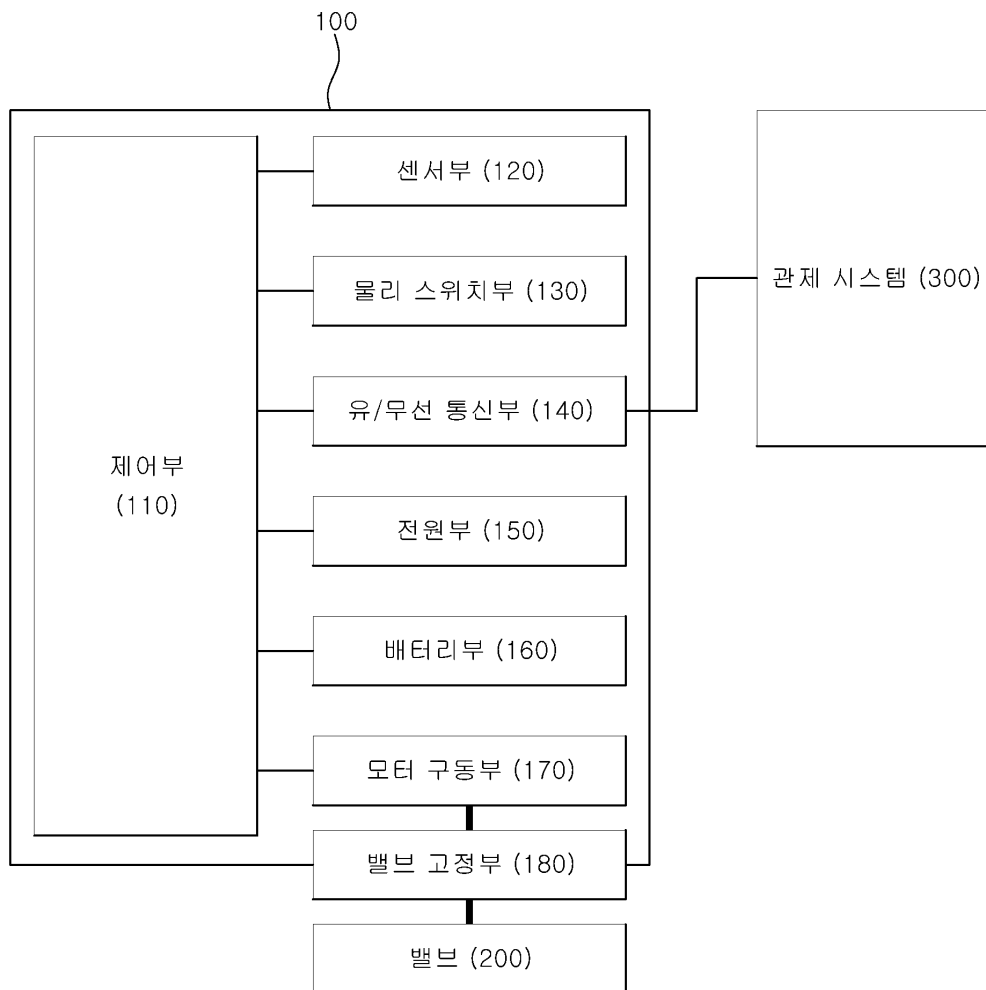 100
센서부 (120)
물리 스위치부 (130)
관제 시스템 (300)
유/무선 통신부 (140)
제어부
(110)
전원부 (150)
배터리부 (160)
모터 구동부 (170)
밸브 고정부 (180)
밸브 (200)